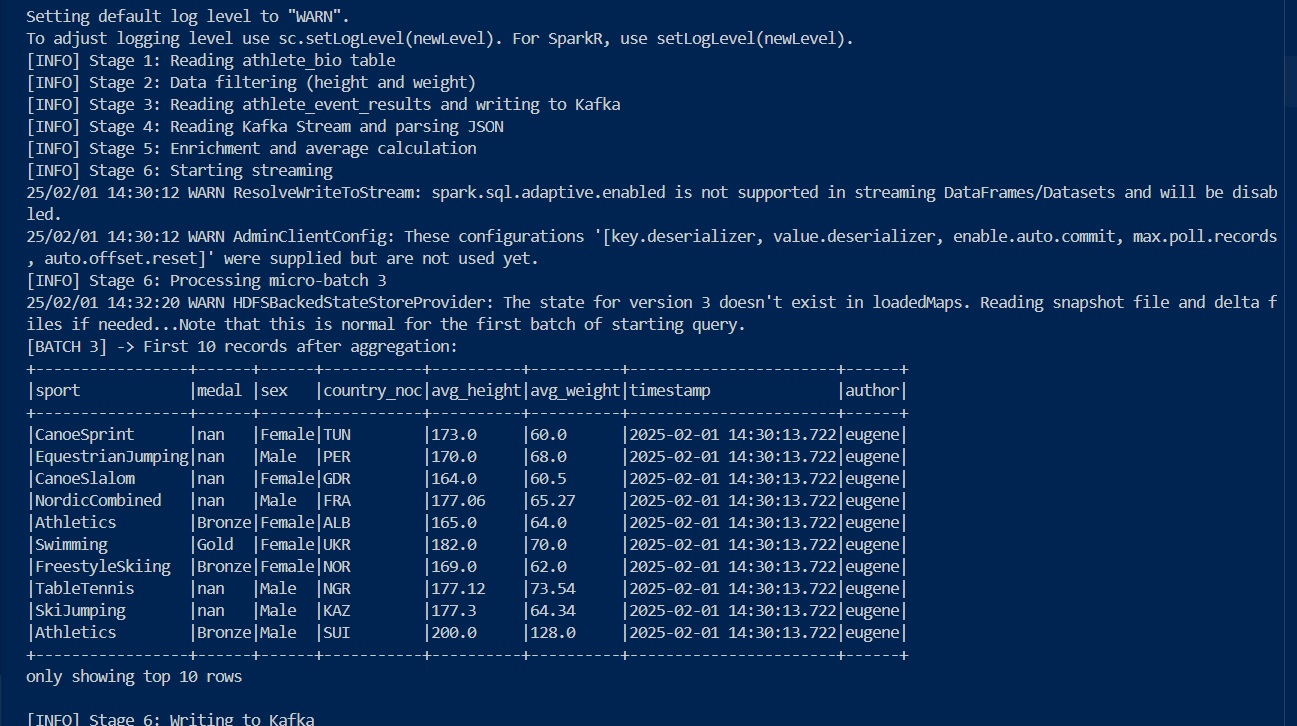 Setting default log level to "WARN".
To adjust logging level use sc.setLogLevel(newLevel). For SparkR, use setLogLevel(newLevel).
[INFO] Stage 1: Reading athlete_bio table
[INFO] Stage 2: Data filtering (height and weight)
[INFO] Stage 3: Reading athlete_event_results and writing to Kafka
[INFO] Stage 4: Reading Kafka Stream and parsing JSON
[INFO] Stage 5: Enrichment and average calculation
[INFO] Stage 6: Starting streaming
25/02/01 14:30:12 WARN ResolveWriteToStream: spark.sql.adaptive.enabled is not supported in streaming DataFrames/Datasets and will be disab
led.
25/02/01 14:30:12 WARN AdminClientConfig: These configurations '[key.deserializer, value.deserializer, enable.auto.commit, max.poll.records
, auto.offset.reset]' were supplied but are not used yet.
[INFO] Stage 6: Processing micro-batch 3
25/02/01 14:32:20 WARN HDFSBackedStateStoreProvider: The state for version 3 doesn't exist in loadedMaps. Reading snapshot file and delta f
iles if needed...Note that this is normal for the first batch of starting query.
[BATCH 3] -> First 10 records after aggregation:
+-----------------+------+------+-----------+----------+----------+-----------------------+------+
|sport            |medal |sex   |country_noc|avg_height|avg_weight|timestamp              |author|
+-----------------+------+------+-----------+----------+----------+-----------------------+------+
|CanoeSprint      |nan   |Female|TUN        |173.0     |60.0      |2025-02-01 14:30:13.722|eugene|
|EquestrianJumping|nan   |Male  |PER        |170.0     |68.0      |2025-02-01 14:30:13.722|eugene|
|CanoeSlalom      |nan   |Female|GDR        |164.0     |60.5      |2025-02-01 14:30:13.722|eugene|
|NordicCombined   |nan   |Male  |FRA        |177.06    |65.27     |2025-02-01 14:30:13.722|eugene|
|Athletics        |Bronze|Female|ALB        |165.0     |64.0      |2025-02-01 14:30:13.722|eugene|
|Swimming         |Gold  |Female|UKR        |182.0     |70.0      |2025-02-01 14:30:13.722|eugene|
|FreestyleSkiing  |Bronze|Female|NOR        |169.0     |62.0      |2025-02-01 14:30:13.722|eugene|
|TableTennis      |nan   |Male  |NGR        |177.12    |73.54     |2025-02-01 14:30:13.722|eugene|
|SkiJumping       |nan   |Male  |KAZ        |177.3     |64.34     |2025-02-01 14:30:13.722|eugene|
|Athletics        |Bronze|Male  |SUI        |200.0     |128.0     |2025-02-01 14:30:13.722|eugene|
+-----------------+------+------+-----------+----------+----------+-----------------------+------+
only showing top 10 rows
[INFO] Stage 6: Writing to Kafka